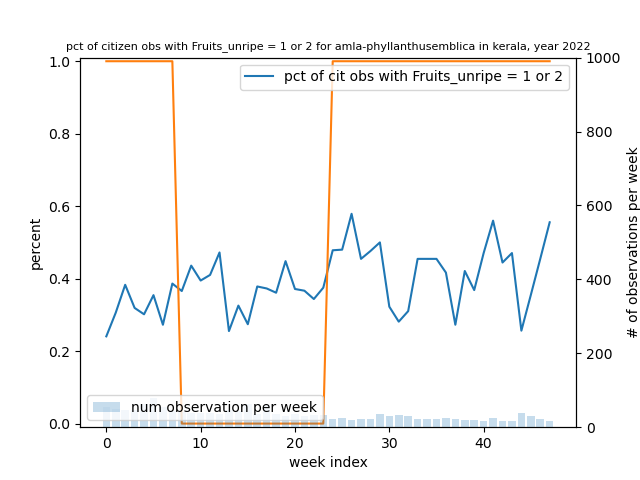 pct of citizen obs with Fruits_unripe = 1 or 2 for amla-phyllanthusemblica in kerala, year 2022
pct of cit obs with Fruits_unripe = 1 or 2
num observation per week
percent
1.0
0.8
0.6
0.4
0.2
0.0
0 10 20 30 40
week index
1000
800
600
400
200
0
# of observations per week